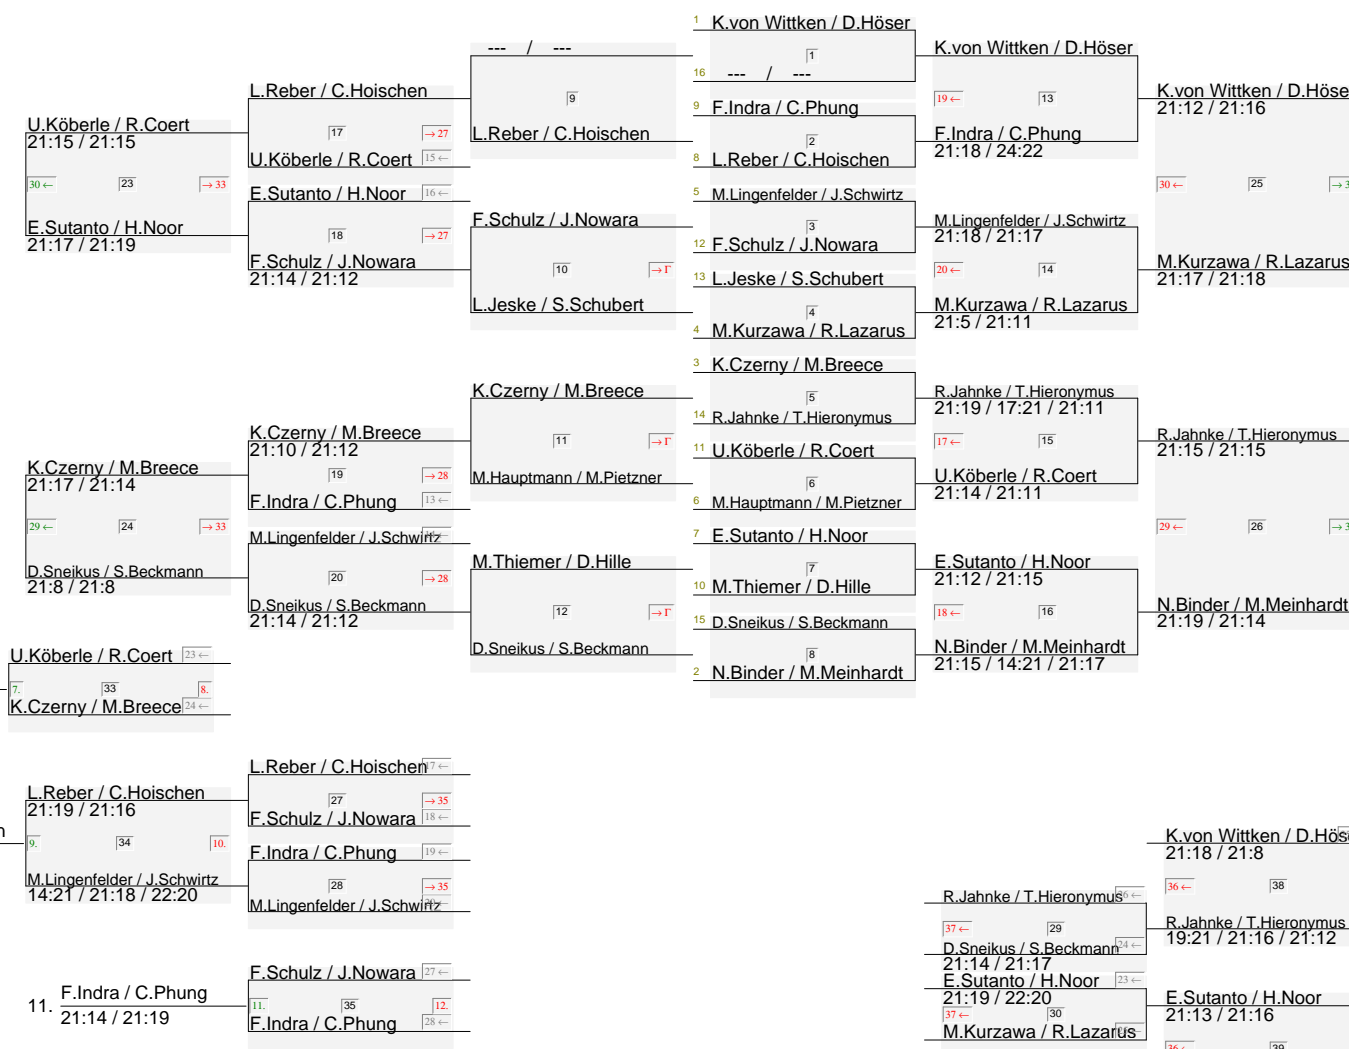 1 K.von Wittken / D.Höser
1
16 --- / ---
9 F.Indra / C.Phung
2
8 L.Reber / C.Hoischen
5 M.Lingenfelder / J.Schwirtz
3
12 F.Schulz / J.Nowara
13 L.Jeske / S.Schubert
4
4 M.Kurzawa / R.Lazarus
3 K.Czerny / M.Breece
5
14 R.Jahnke / T.Hieronymus
11 U.Köberle / R.Coert
6
6 M.Hauptmann / M.Pietzner
7 E.Sutanto / H.Noor
7
10 M.Thiemer / D.Hille
15 D.Sneikus / S.Beckmann
8
2 N.Binder / M.Meinhardt
--- / ---
9
L.Reber / C.Hoischen
F.Schulz / J.Nowara
10 → Γ
L.Jeske / S.Schubert
K.Czerny / M.Breece
11 → Γ
M.Hauptmann / M.Pietzner
M.Thiemer / D.Hille
12 → Γ
D.Sneikus / S.Beckmann
L.Reber / C.Hoischen
17 → 27
U.Köberle / R.Coert 15 ←
E.Sutanto / H.Noor 16 ←
18 → 27
F.Schulz / J.Nowara
21:14 / 21:12
K.Czerny / M.Breece
21:10 / 21:12
19 → 28
F.Indra / C.Phung 13 ←
M.Lingenfelder / J.Schwirtz
20 → 28
D.Sneikus / S.Beckmann
21:14 / 21:12
U.Köberle / R.Coert
21:15 / 21:15
30 ← 23 → 33
E.Sutanto / H.Noor
21:17 / 21:19
K.Czerny / M.Breece
21:17 / 21:14
29 ← 24 → 33
D.Sneikus / S.Beckmann
21:8 / 21:8
K.von Wittken / D.Höser
19 ← 13
F.Indra / C.Phung
21:18 / 24:22
M.Lingenfelder / J.Schwirtz
21:18 / 21:17
20 ← 14
M.Kurzawa / R.Lazarus
21:5 / 21:11
R.Jahnke / T.Hieronymus
21:19 / 17:21 / 21:11
17 ← 15
U.Köberle / R.Coert
21:14 / 21:11
E.Sutanto / H.Noor
21:12 / 21:15
18 ← 16
N.Binder / M.Meinhardt
21:15 / 14:21 / 21:17
K.von Wittken / D.Höse
21:12 / 21:16
30 ← 25 → 3
M.Kurzawa / R.Lazarus
21:17 / 21:18
R.Jahnke / T.Hieronymus
21:15 / 21:15
29 ← 26 → 3
N.Binder / M.Meinhardt
21:19 / 21:14
U.Köberle / R.Coert 23 ←
7. 33 8.
K.Czerny / M.Breece 24 ←
L.Reber / C.Hoischen 17 ←
27 → 35
F.Schulz / J.Nowara 18 ←
F.Indra / C.Phung 19 ←
28 → 35
M.Lingenfelder / J.Schwirtz
L.Reber / C.Hoischen
21:19 / 21:16
n
9. 34 10.
M.Lingenfelder / J.Schwirtz
14:21 / 21:18 / 22:20
11. F.Indra / C.Phung
21:14 / 21:19
F.Schulz / J.Nowara 27 ←
11. 35 12.
F.Indra / C.Phung 28 ←
R.Jahnke / T.Hieronymus
37 ← 29
D.Sneikus / S.Beckmann 24 ←
21:14 / 21:17
E.Sutanto / H.Noor 23 ←
21:19 / 22:20
37 ← 30
M.Kurzawa / R.Lazarus
K.von Wittken / D.Hös
21:18 / 21:8
36 ← 38
R.Jahnke / T.Hieronymus
19:21 / 21:16 / 21:12
E.Sutanto / H.Noor
21:13 / 21:16
36 ← 39